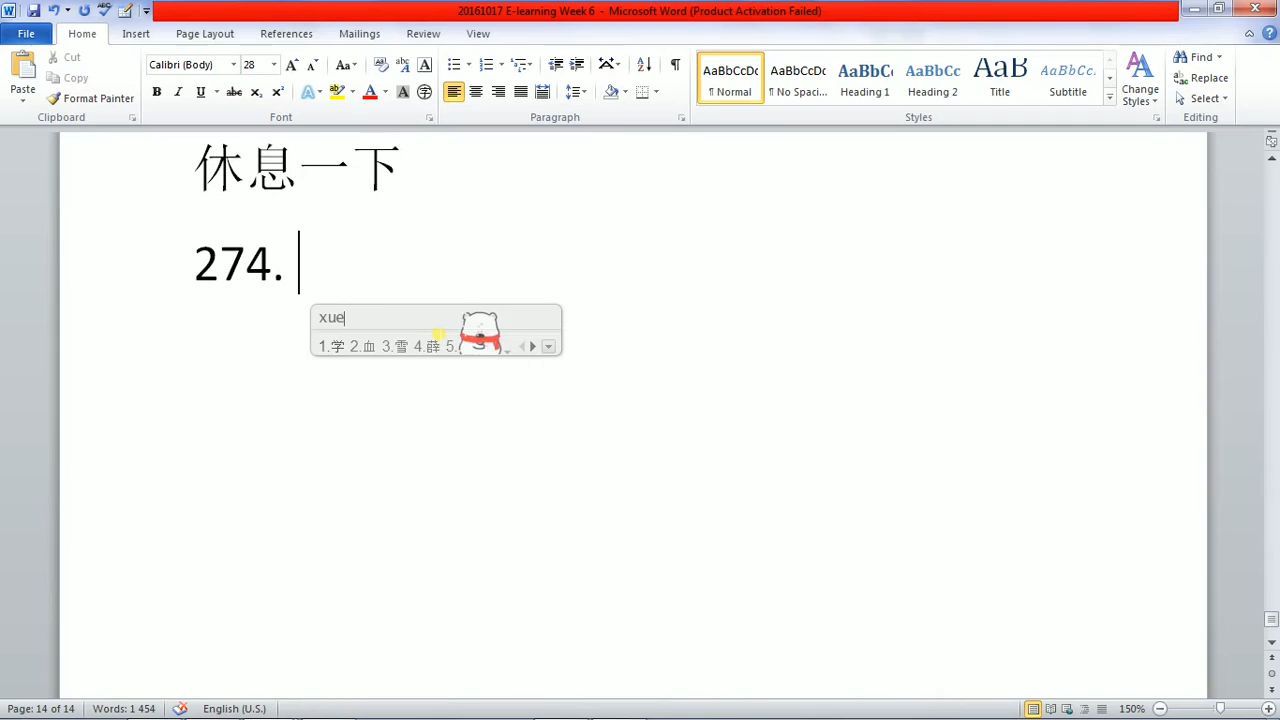 20161017 E-learning Week 6 - Microsoft Word (Product Activation Failed)
File Home Insert Page Layout References Mailings Review View
Paste
Cut
Copy
Format Painter
Clipboard
Calibri (Body) 28
Font
Paragraph
AaBbCcDc AaBbCcDc AaBbC AaBbCc AaB AaBbCc.
¶ Normal ¶ No Spaci... Heading 1 Heading 2 Title Subtitle
Change Styles
Styles
Find
Replace
Select
Editing
休息一下
274.
xue
1.学 2.血 3.雪 4.薛 5.
Page: 14 of 14 Words: 1 454 English (U.S.) 150%